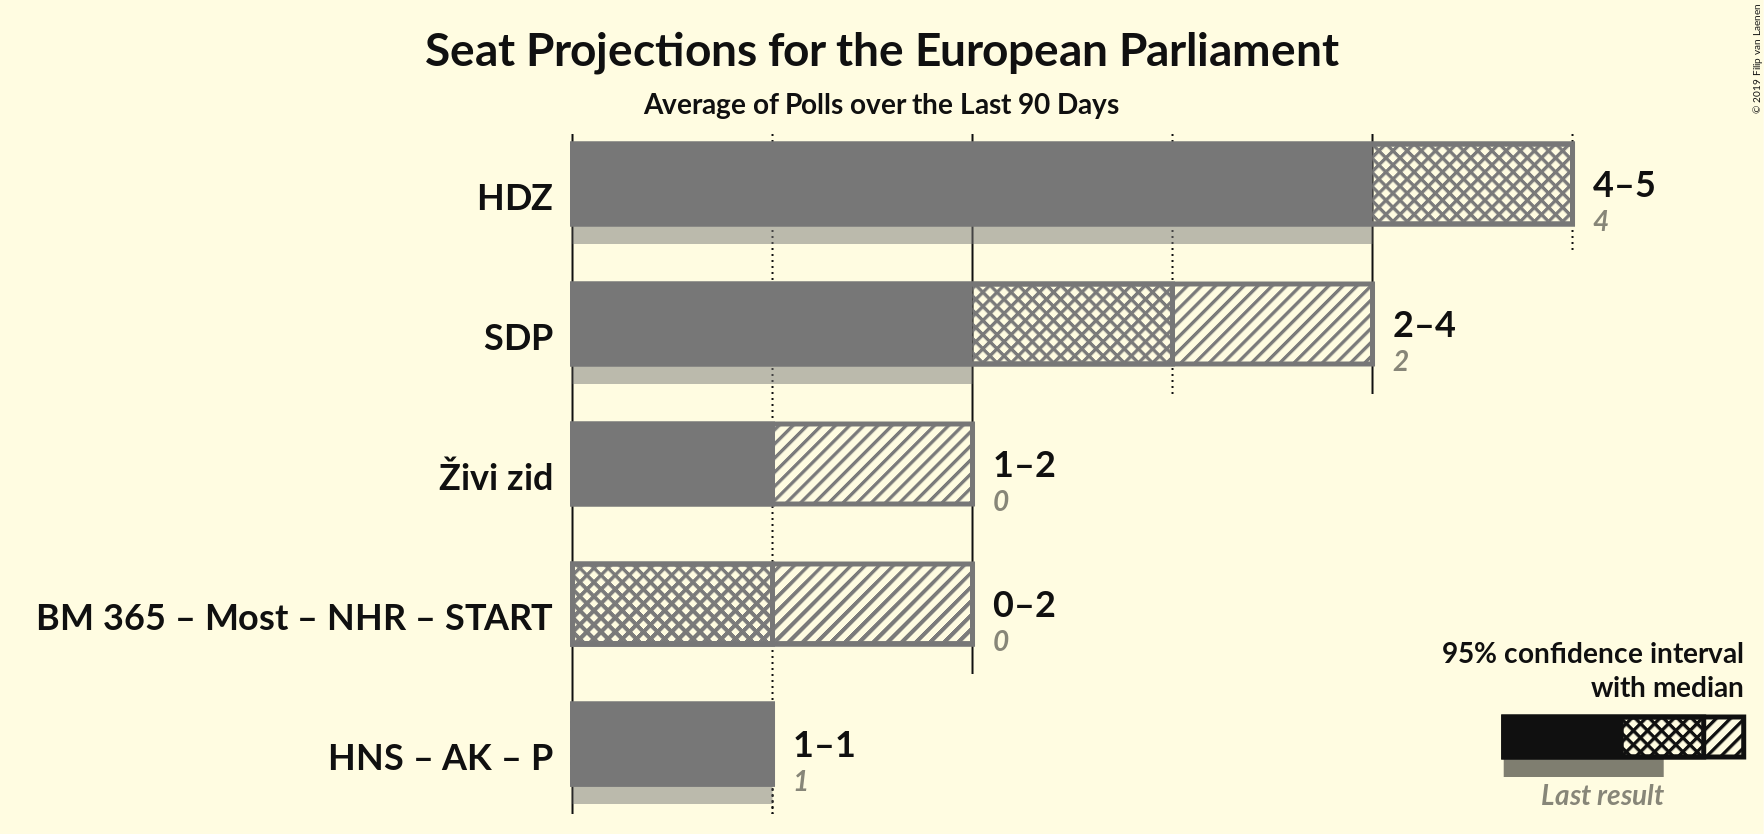 Seat Projections for the European Parliament
Average of Polls over the Last 90 Days
© 2019 Filip van Laenen
HDZ
4–5
4
SDP
2–4
2
Živi zid
1–2
0
BM 365 – Most – NHR – START
0–2
0
HNS – AK – P
1–1
1
95% confidence interval
with median
Last result